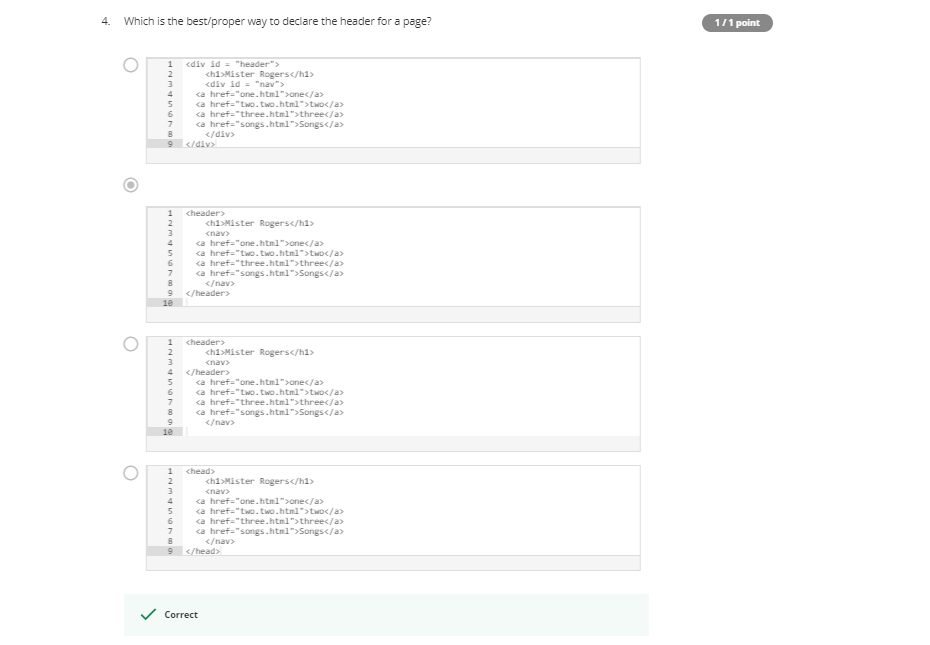 4. Which is the best/proper way to declare the header for a page?
1/1 point
1 <div id = "header">
2 <h1>Mister Rogers</h1>
3 <div id = "nav">
4 <a href="one.html">one</a>
5 <a href="two.two.html">two</a>
6 <a href="three.html">three</a>
7 <a href="songs.html">Songs</a>
8 </div>
9 </div>
1 <header>
2 <h1>Mister Rogers</h1>
3 <nav>
4 <a href="one.html">one</a>
5 <a href="two.two.html">two</a>
6 <a href="three.html">three</a>
7 <a href="songs.html">Songs</a>
8 </nav>
9 </header>
10
1 <header>
2 <h1>Mister Rogers</h1>
3 <nav>
4 </header>
5 <a href="one.html">one</a>
6 <a href="two.two.html">two</a>
7 <a href="three.html">three</a>
8 <a href="songs.html">Songs</a>
9 </nav>
10
1 <head>
2 <h1>Mister Rogers</h1>
3 <nav>
4 <a href="one.html">one</a>
5 <a href="two.two.html">two</a>
6 <a href="three.html">three</a>
7 <a href="songs.html">Songs</a>
8 </nav>
9 </head>
Correct